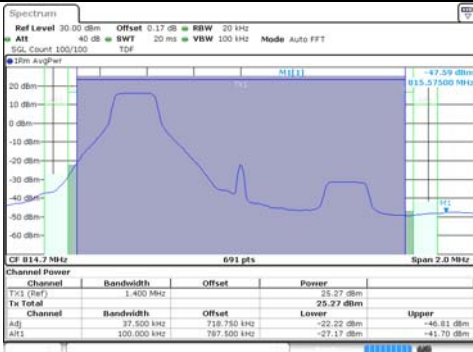 Spectrum
Ref Level 30.00 dBm Offset 0.17 dB RBW 20 kHz
Att 40 dB SWT 20 ms VBW 100 kHz Mode Auto FFT
SGL Count 100/100 TDF
1Rm AvgPwr
M1[1] -47.59 dBm
815.57500 MHz
TX1
20 dBm
10 dBm
0 dBm
-10 dBm
-20 dBm
-30 dBm
-40 dBm
-50 dBm
-60 dBm
M1
CF 814.7 MHz 691 pts Span 2.0 MHz
Channel Power
Channel Bandwidth Offset Power
TX1 (Ref) 1.400 MHz 25.27 dBm
Tx Total 25.27 dBm
Channel Bandwidth Offset Lower Upper
Adj 37.500 kHz 718.750 kHz -22.22 dBm -46.81 dBm
Alt1 100.000 kHz 787.500 kHz -27.17 dBm -41.70 dBm